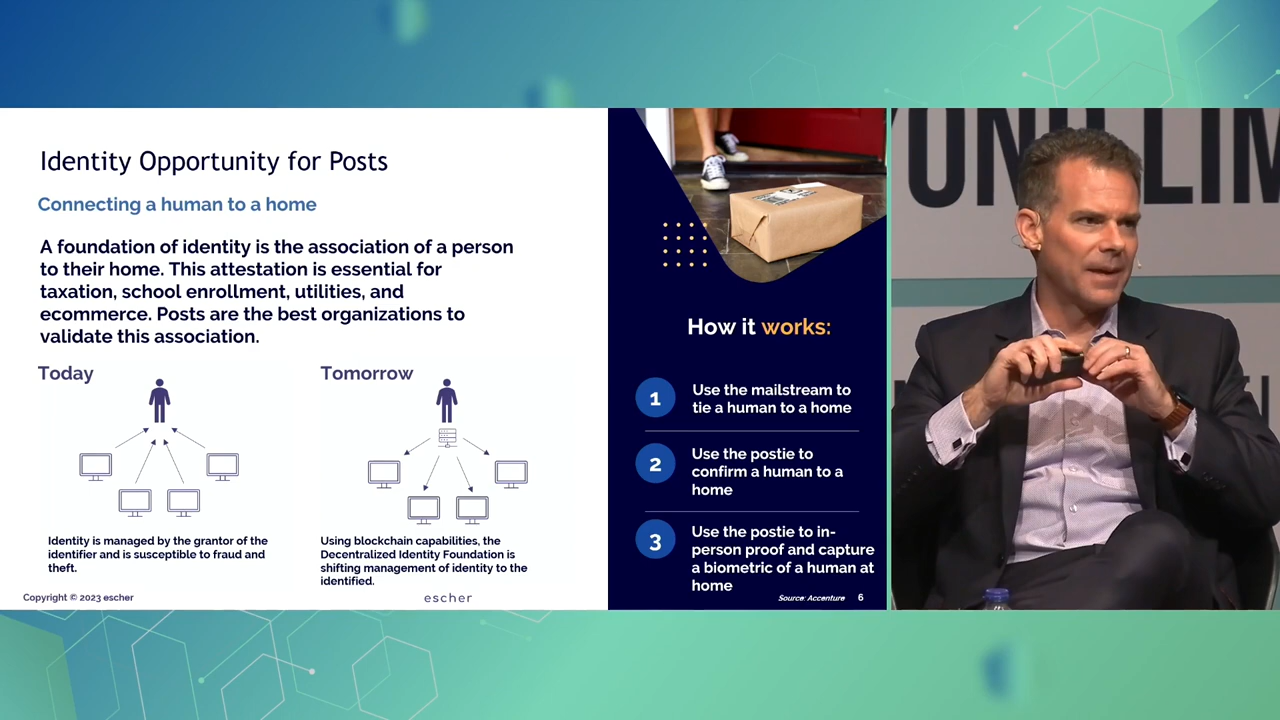 Identity Opportunity for Posts
Connecting a human to a home
A foundation of identity is the association of a person
to their home. This attestation is essential for
taxation, school enrollment, utilities, and
ecommerce. Posts are the best organizations to
validate this association.
Today
Tomorrow
Identity is managed by the grantor of the
identifier and is susceptible to fraud and
theft.
Using blockchain capabilities, the
Decentralized Identity Foundation is
shifting management of identity to the
identified.
Copyright © 2023 escher
escher
How it works:
1
Use the mailstream to
tie a human to a home
2
Use the postie to
confirm a human to a
home
3
Use the postie to in-
person proof and capture
a biometric of a human at
home
Source: Accenture
6